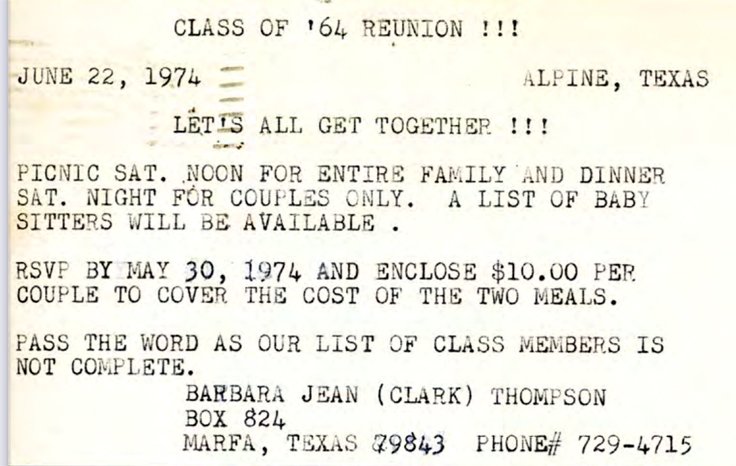 CLASS OF '64 REUNION !!!
JUNE 22, 1974 ALPINE, TEXAS
LET'S ALL GET TOGETHER !!!
PICNIC SAT. NOON FOR ENTIRE FAMILY AND DINNER
SAT. NIGHT FOR COUPLES ONLY. A LIST OF BABY
SITTERS WILL BE AVAILABLE .
RSVP BY MAY 30, 1974 AND ENCLOSE $10.00 PER
COUPLE TO COVER THE COST OF THE TWO MEALS.
PASS THE WORD AS OUR LIST OF CLASS MEMBERS IS
NOT COMPLETE.
BARBARA JEAN (CLARK) THOMPSON
BOX 824
MARFA, TEXAS 79843 PHONE# 729-4715